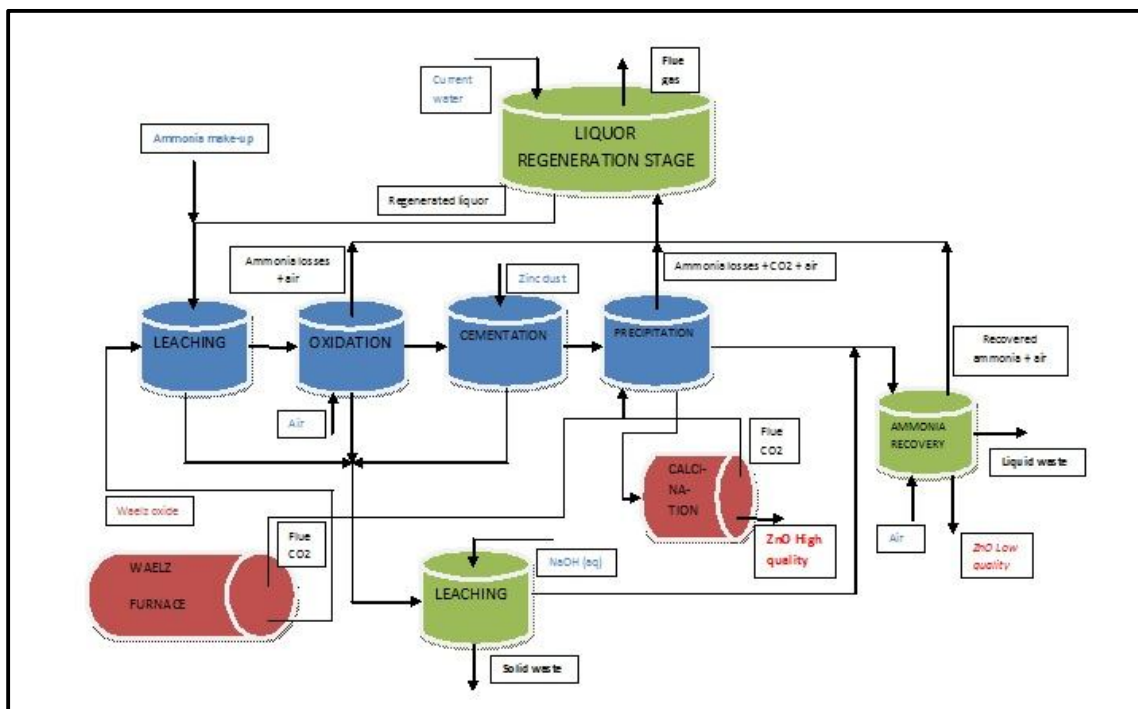 Current
water
Flue
gas
LIQUOR
REGENERATION STAGE
Ammonia make-up
Regenerated liquor
Ammonia losses
+ air
Zinc dust
Ammonia losses + CO2 + air
LEACHING
OXIDATION
CEMENTATION
PRECIPITATION
Recovered
ammonia + air
Air
AMMONIA
RECOVERY
Flue
CO2
Liquid waste
CALCI-
NA-
TION
Waelz oxide
Flue
CO2
ZnO High
quality
Air
ZnO Low
quality
WAELZ
FURNACE
NaOH (aq)
LEACHING
Solid waste